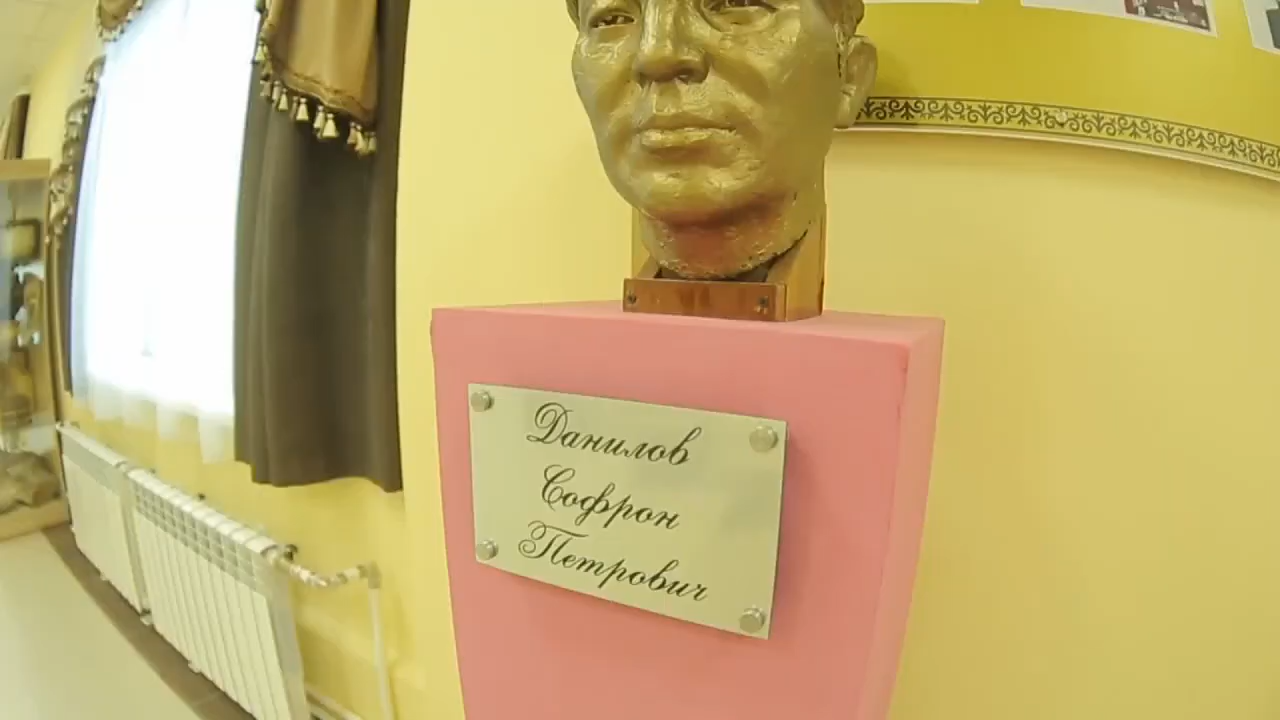 Данилов
Софрон
Петрович